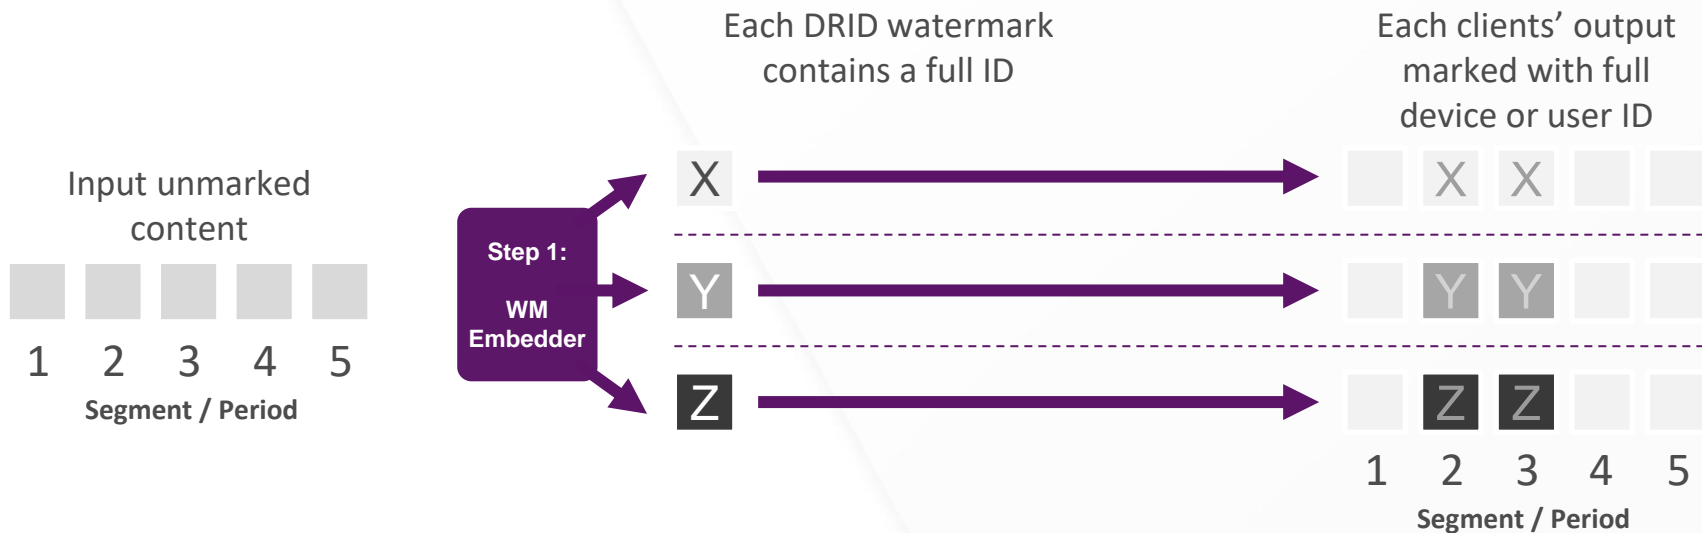 Input unmarked
content
1 2 3 4 5
Segment / Period
Step 1:
WM
Embedder
Each DRID watermark
contains a full ID
X
Y
Z
Each clients’ output
marked with full
device or user ID
X X
Y Y
Z Z
1 2 3 4 5
Segment / Period